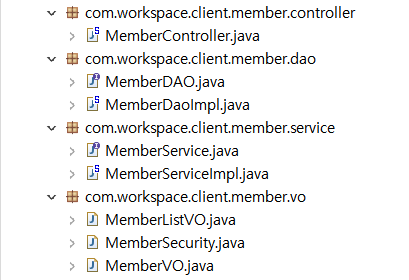 com.workspace.client.member.controller
MemberController.java
com.workspace.client.member.dao
MemberDAO.java
MemberDaoImpl.java
com.workspace.client.member.service
MemberService.java
MemberServiceImpl.java
com.workspace.client.member.vo
MemberListVO.java
MemberSecurity.java
MemberVO.java